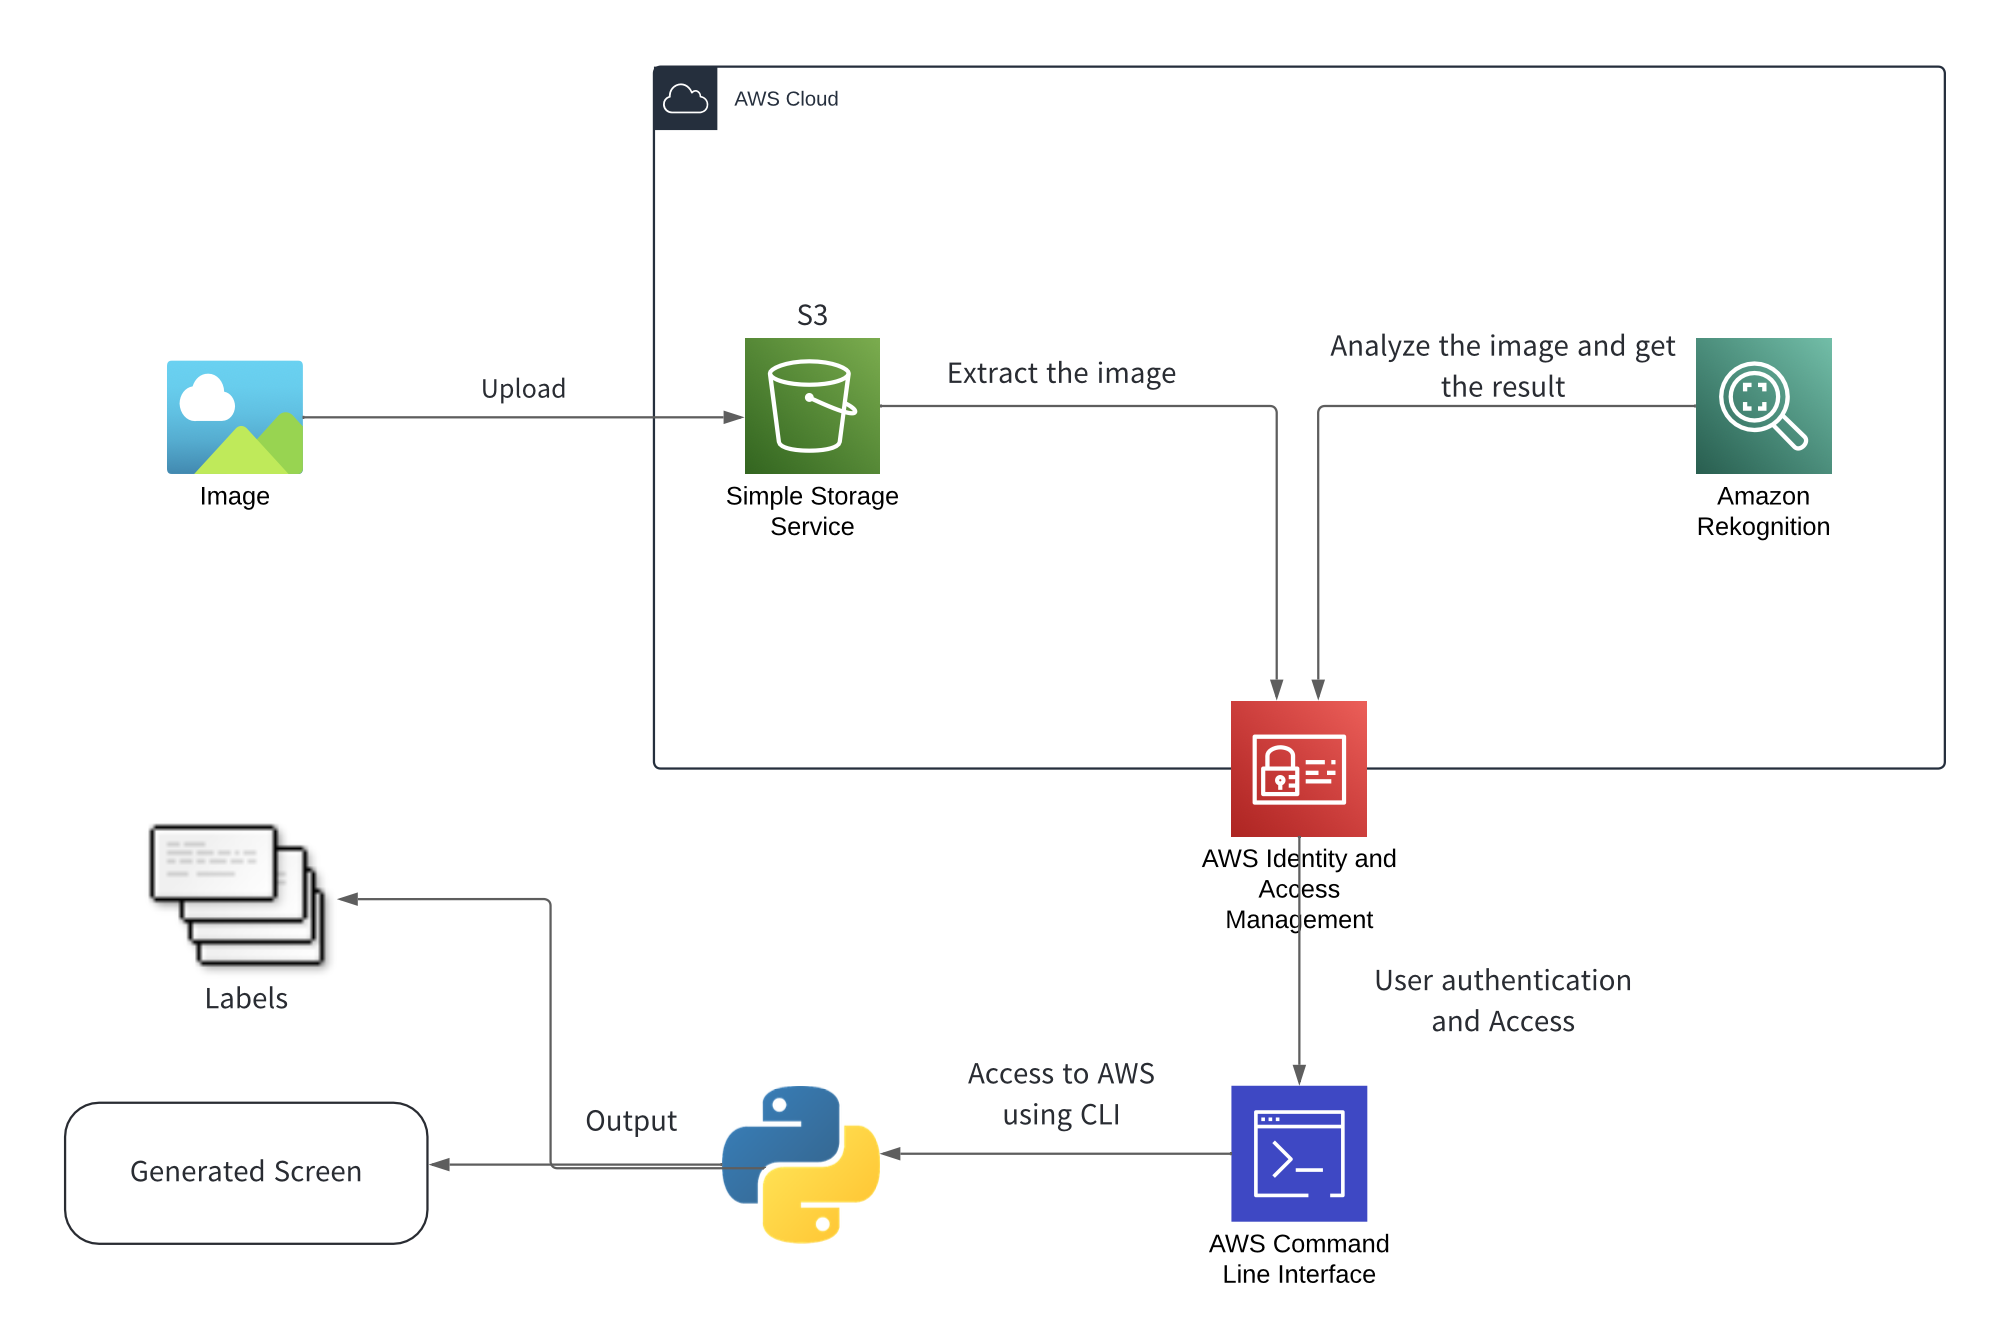 AWS Cloud
S3
Upload
Extract the image
Analyze the image and get
the result
Image
Simple Storage
Service
Amazon
Rekognition
AWS Identity and
Access
Management
User authentication
and Access
Labels
Access to AWS
using CLI
Output
Generated Screen
AWS Command
Line Interface